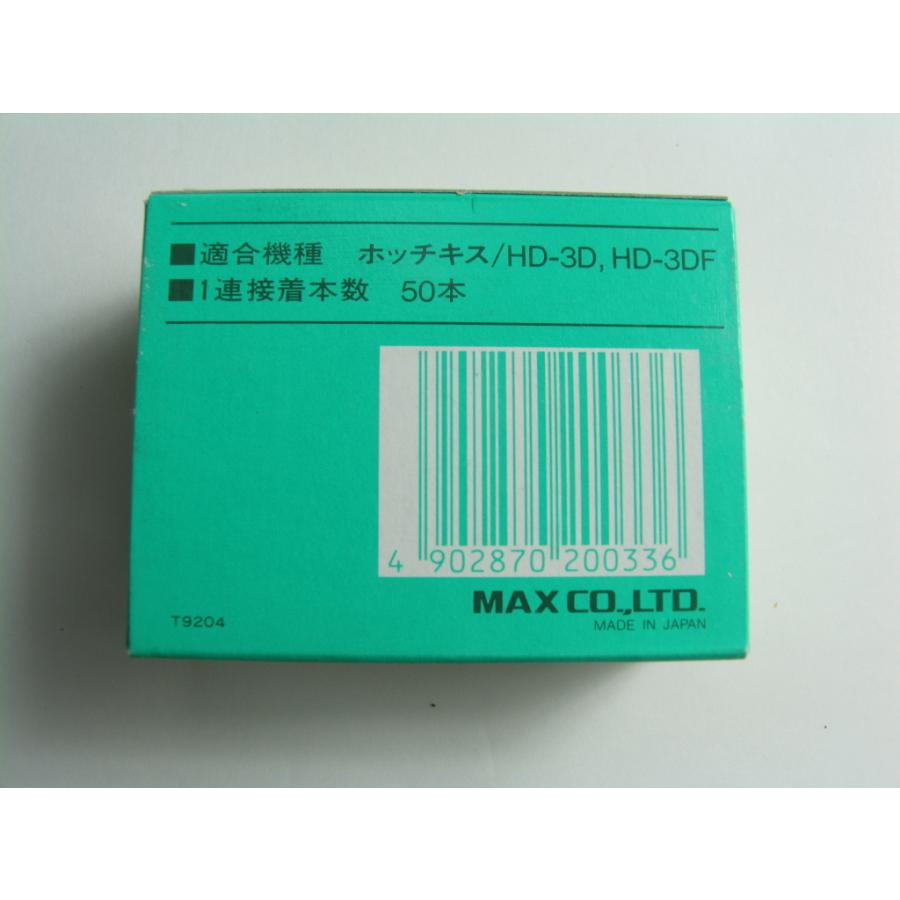 ■適合機種 ホッチキス/HD-3D, HD-3DF
■1連接着本数 50本
4 902870 200336
MAX CO.,LTD.
T9204
MADE IN JAPAN